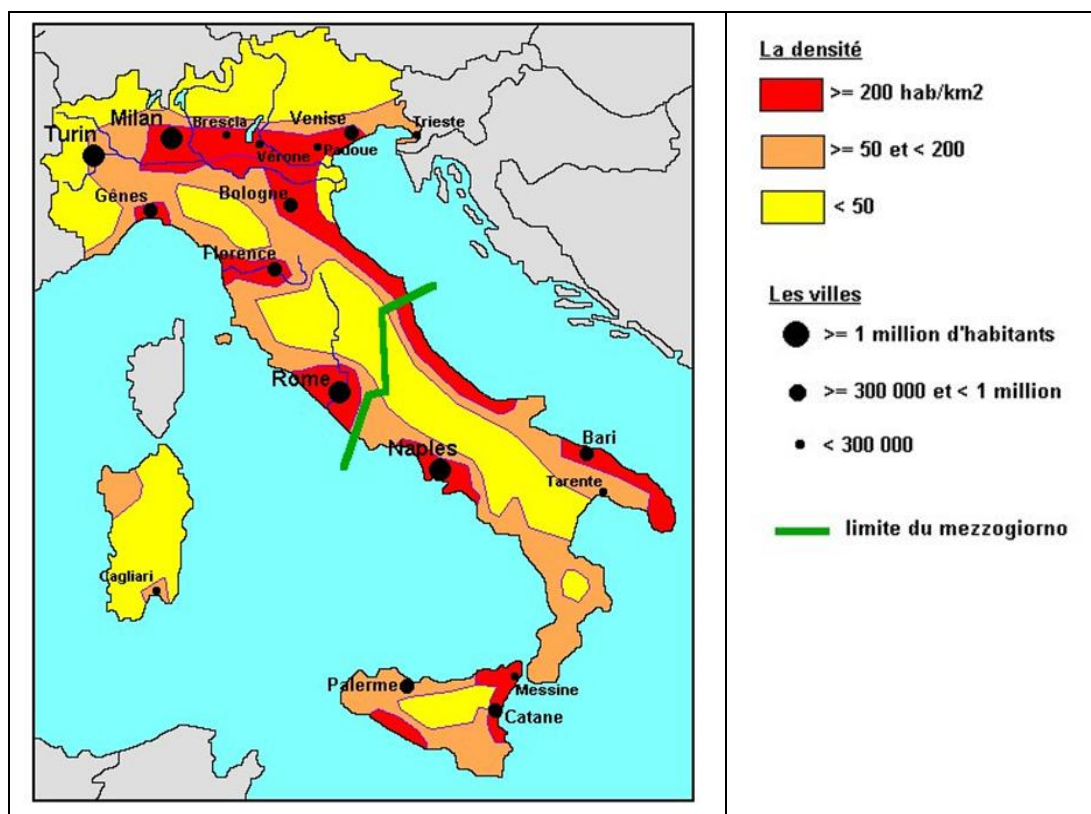 Milan
Brescia
Venise
Trieste
Turin
Vérone
Padoue
Gênes
Bologne
Florence
Rome
Naples
Bari
Tarente
Cagliari
Palerme
Messine
Catane
La densité
>= 200 hab/km2
>= 50 et < 200
< 50
Les villes
>= 1 million d'habitants
>= 300 000 et < 1 million
< 300 000
limite du mezzogiorno